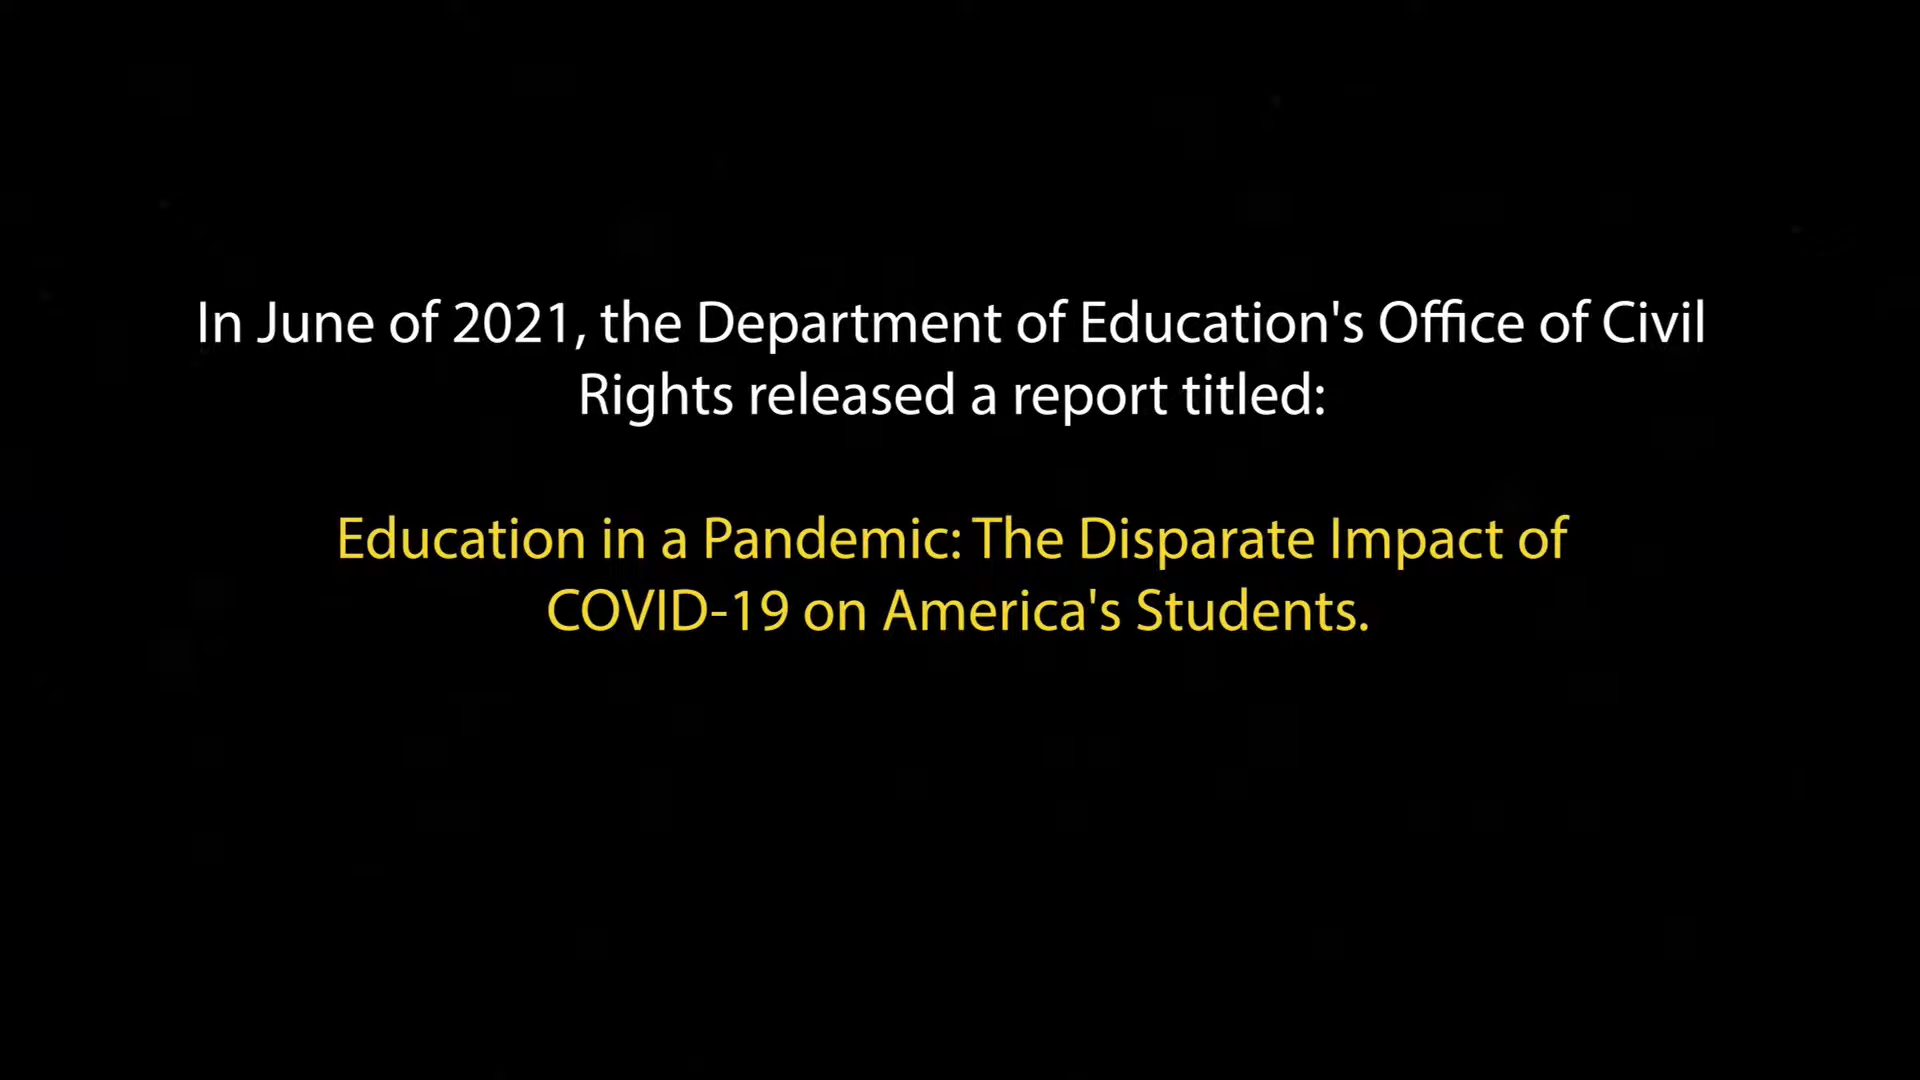 In June of 2021, the Department of Education's Office of Civil
Rights released a report titled:
Education in a Pandemic: The Disparate Impact of
COVID-19 on America's Students.